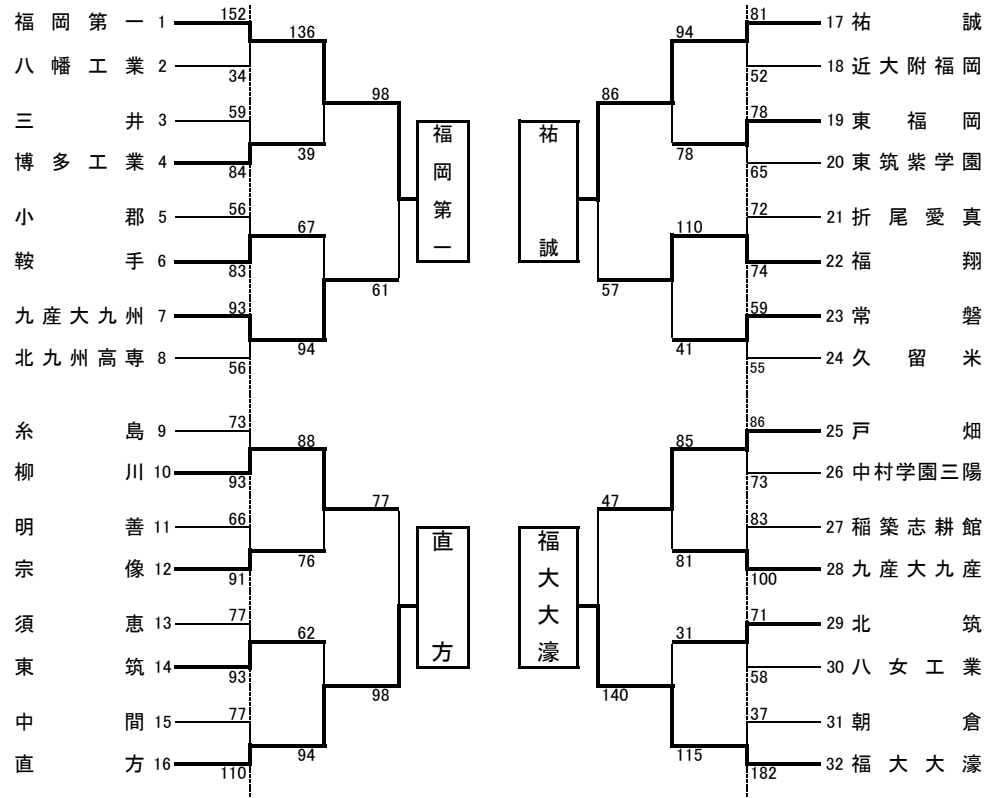 福岡第一 1 152
136
八幡工業 2 34
98
三井 3 59
39
博多工業 4 84
福岡第一
小郡 5 56
67
鞍手 6 83
61
九産大九州 7 93
94
北九州高専 8 56
糸島 9 73
88
柳川 10 93
77
明善 11 66
76
宗像 12 91
直方
須恵 13 77
62
東筑 14 93
98
中間 15 77
94
直方 16 110
81 17 祐誠
94
52 18 近大附福岡
86
78 19 東福岡
78
65 20 東筑紫学園
祐誠
72 21 折尾愛真
110
74 22 福翔
57
59 23 常磐
41
55 24 久留米
86 25 戸畑
85
73 26 中村学園三陽
47
83 27 稲築志耕館
81
100 28 九産大九産
福大大濠
71 29 北筑
31
58 30 八女工業
140
37 31 朝倉
115
182 32 福大大濠